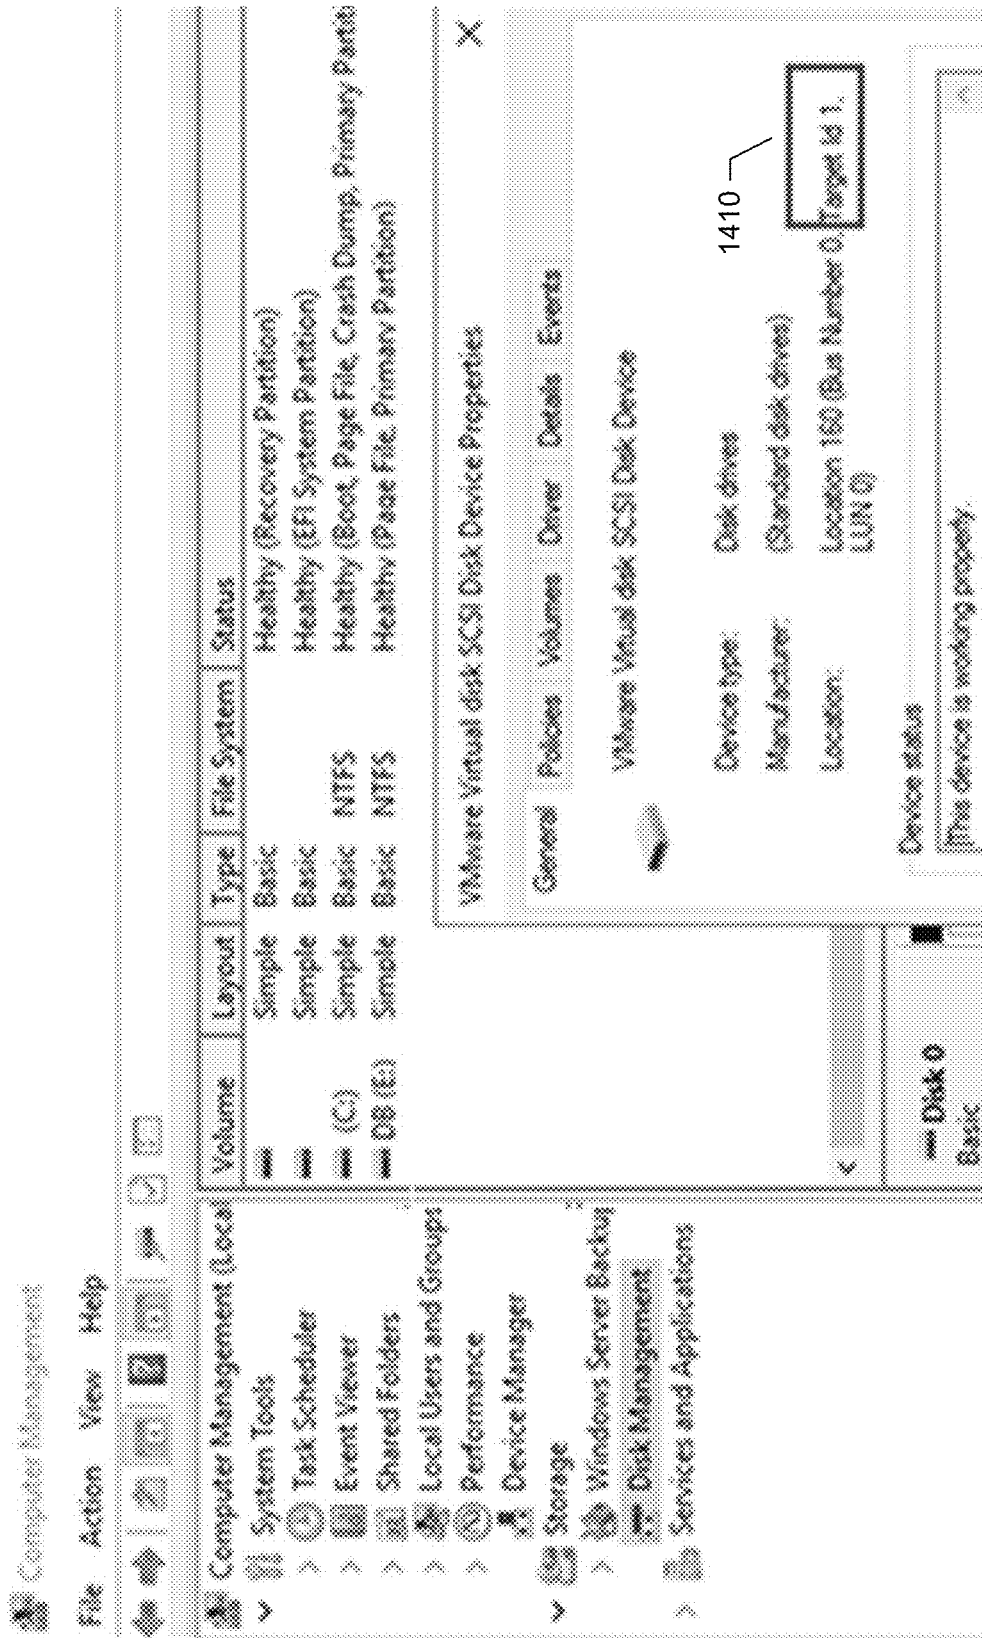 Computer Management
File Action View Help
Computer Management (Local
System Tools
Task Scheduler
Event Viewer
Shared Folders
Local Users and Groups
Performance
Device Manager
Storage
Windows Server Backup
Disk Management
Services and Applications
Volume Layout Type File System Status
Simple Basic Healthy (Recovery Partition)
Simple Basic Healthy (EFI System Partition)
(C:) Simple Basic NTFS Healthy (Boot, Page File, Crash Dump, Primary Partiti
DB (E:) Simple Basic NTFS Healthy (Page File, Primary Partition)
VMware Virtual disk SCSI Disk Device Properties
General Policies Volumes Driver Details Events
VMware Virtual disk SCSI Disk Device
Device type: Disk drives
1410
Manufacturer: (Standard disk drives)
Location: Location 160 (Bus Number 0, Target Id 1,
LUN 0)
Device status
This device is working properly.
Disk 0
Basic